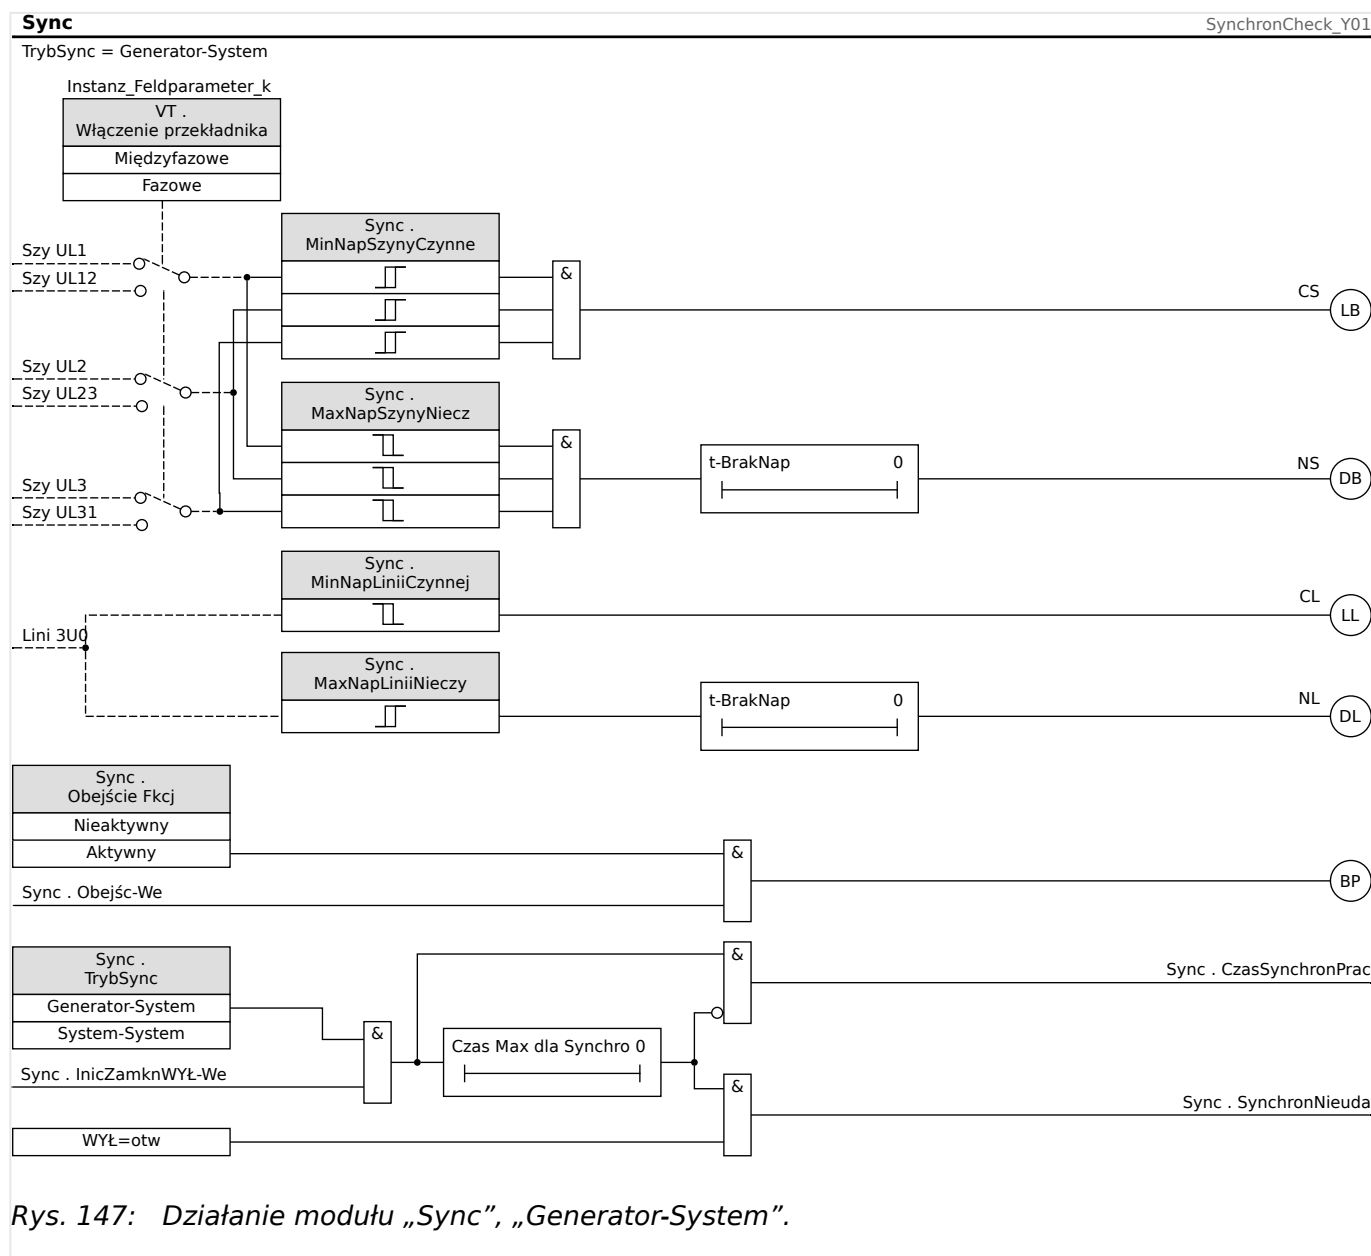 Sync
SynchronCheck_Y01
TrybSync = Generator-System
Instanz_Feldparameter_k
VT .
Włączenie przekładnika
Międzyfazowe
Fazowe
Szy UL1
Szy UL12
Szy UL2
Szy UL23
Szy UL3
Szy UL31
Sync .
MinNapSzynyCzynne
&
CS
LB
Sync .
MaxNapSzynyNiecz
&
t-BrakNap 0
NS
DB
Sync .
MinNapLiniiCzynnej
CL
LL
Lini 3U0
Sync .
MaxNapLiniiNieczy
t-BrakNap 0
NL
DL
Sync .
Obejście Fkcj
Nieaktywny
Aktywny
Sync . Obejśc-We
&
BP
Sync .
TrybSync
Generator-System
System-System
Sync . InicZamknWYŁ-We
&
Czas Max dla Synchro 0
&
Sync . CzasSynchronPrac
&
Sync . SynchronNieuda
WYŁ=otw
Rys. 147: Działanie modułu „Sync”, „Generator-System”.